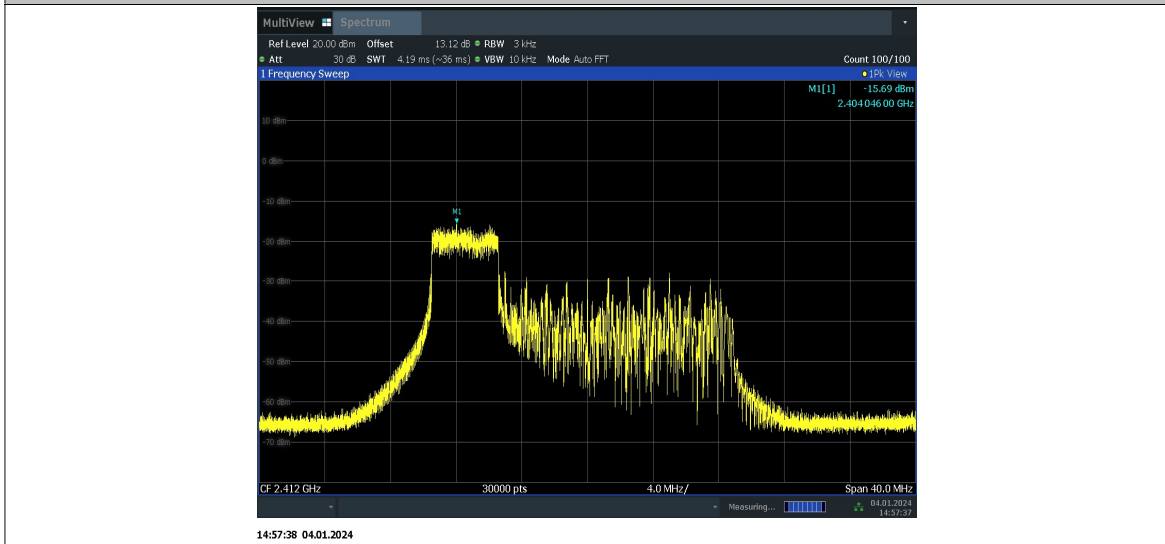 MultiView Spectrum
Ref Level 20.00 dBm Offset 13.12 dB RBW 3 kHz
Att 30 dB SWT 4.19 ms (~36 ms) VBW 10 kHz Mode Auto FFT Count 100/100
1 Frequency Sweep 1Pk View
M1[1] -15.69 dBm
2.404 046 00 GHz
10 dBm
0 dBm
-10 dBm
M1
-20 dBm
-30 dBm
-40 dBm
-50 dBm
-60 dBm
-70 dBm
CF 2.412 GHz 30000 pts 4.0 MHz/ Span 40.0 MHz
Measuring... 04.01.2024
14:57:37
14:57:38 04.01.2024